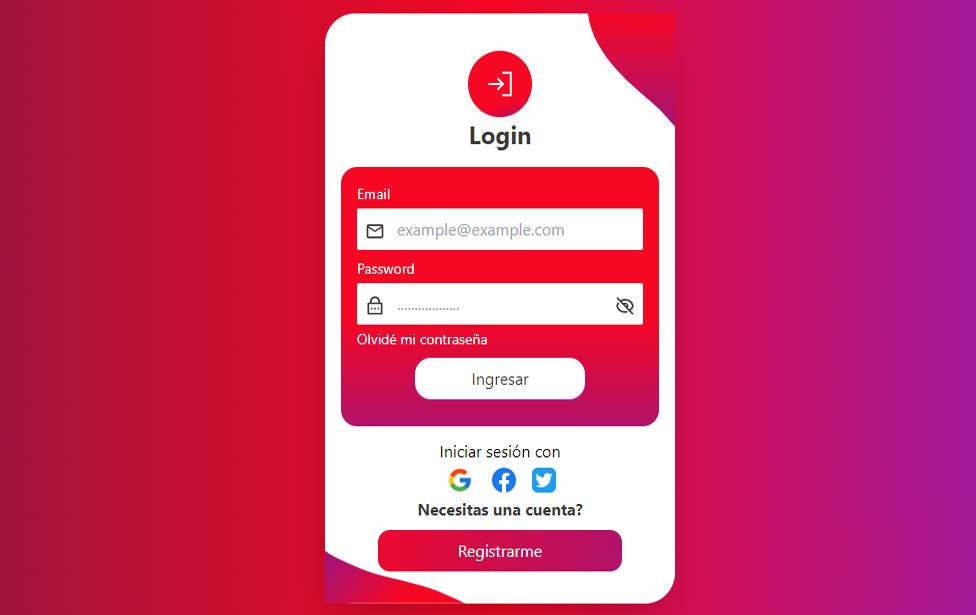 Login
Email
example@example.com
Password
..................
Olvidé mi contraseña
Ingresar
Iniciar sesión con
Necesitas una cuenta?
Registrarme